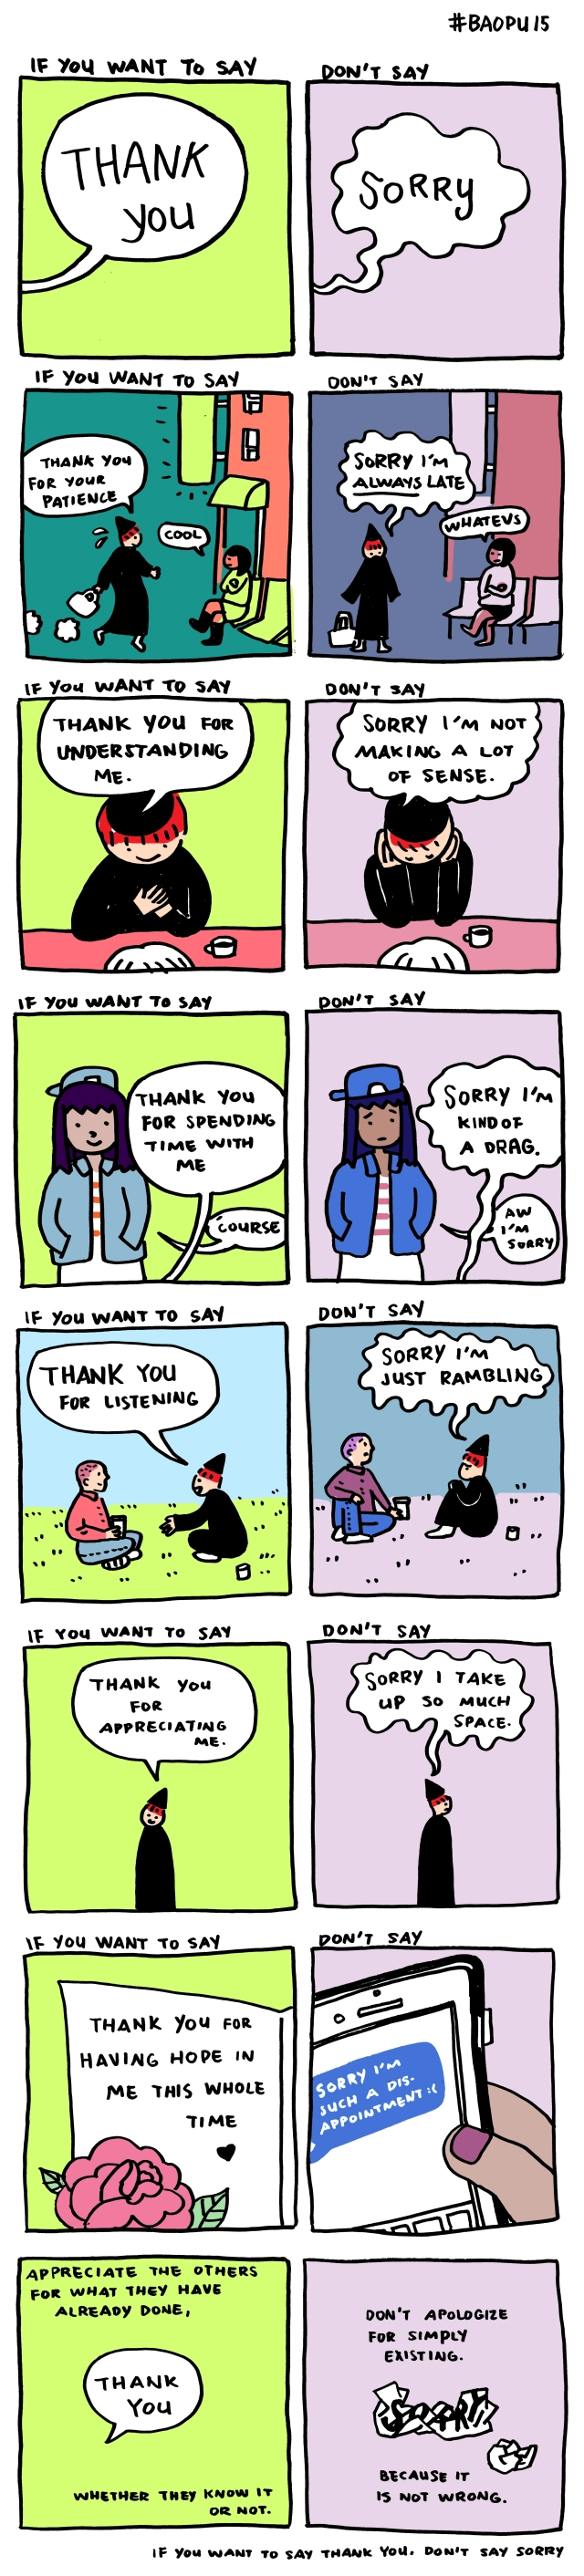 #BAOPU15
IF YOU WANT TO SAY
THANK
YOU
DON'T SAY
SORRY
IF YOU WANT TO SAY
THANK YOU
FOR YOUR
PATIENCE
COOL
DON'T SAY
SORRY I'M
ALWAYS LATE
WHATEVS
IF YOU WANT TO SAY
THANK YOU FOR
UNDERSTANDING
ME.
DON'T SAY
SORRY I'M NOT
MAKING A LOT
OF SENSE.
IF YOU WANT TO SAY
THANK YOU
FOR SPENDING
TIME WITH
ME
'COURSE
DON'T SAY
SORRY I'M
KIND OF
A DRAG.
AW
I'M
SORRY
IF YOU WANT TO SAY
THANK YOU
FOR LISTENING
DON'T SAY
SORRY I'M
JUST RAMBLING
IF YOU WANT TO SAY
THANK YOU
FOR
APPRECIATING
ME.
DON'T SAY
SORRY I TAKE
UP SO MUCH
SPACE.
IF YOU WANT TO SAY
THANK YOU FOR
HAVING HOPE IN
ME THIS WHOLE
TIME
DON'T SAY
SORRY I'M
SUCH A DIS-
APPOINTMENT :(
APPRECIATE THE OTHERS
FOR WHAT THEY HAVE
ALREADY DONE,
THANK
YOU
WHETHER THEY KNOW IT
OR NOT.
DON'T APOLOGIZE
FOR SIMPLY
EXISTING.
SORRY
BECAUSE IT
IS NOT WRONG.
IF YOU WANT TO SAY THANK YOU. DON'T SAY SORRY